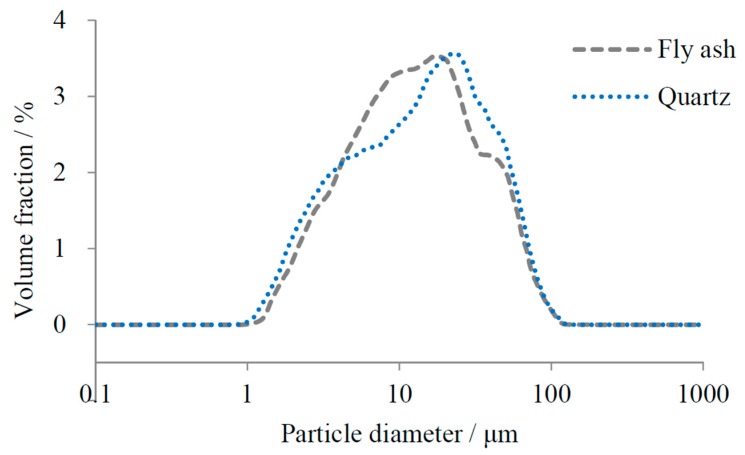 4
Fly ash
3
Quartz
2
1
0
Volume fraction / %
0.1 1 10 100 1000
Particle diameter / μm